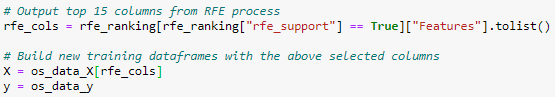 # Output top 15 columns from RFE process
rfe_cols = rfe_ranking[rfe_ranking["rfe_support"] == True]["Features"].tolist()
# Build new training dataframes with the above selected columns
X = os_data_X[rfe_cols]
y = os_data_y